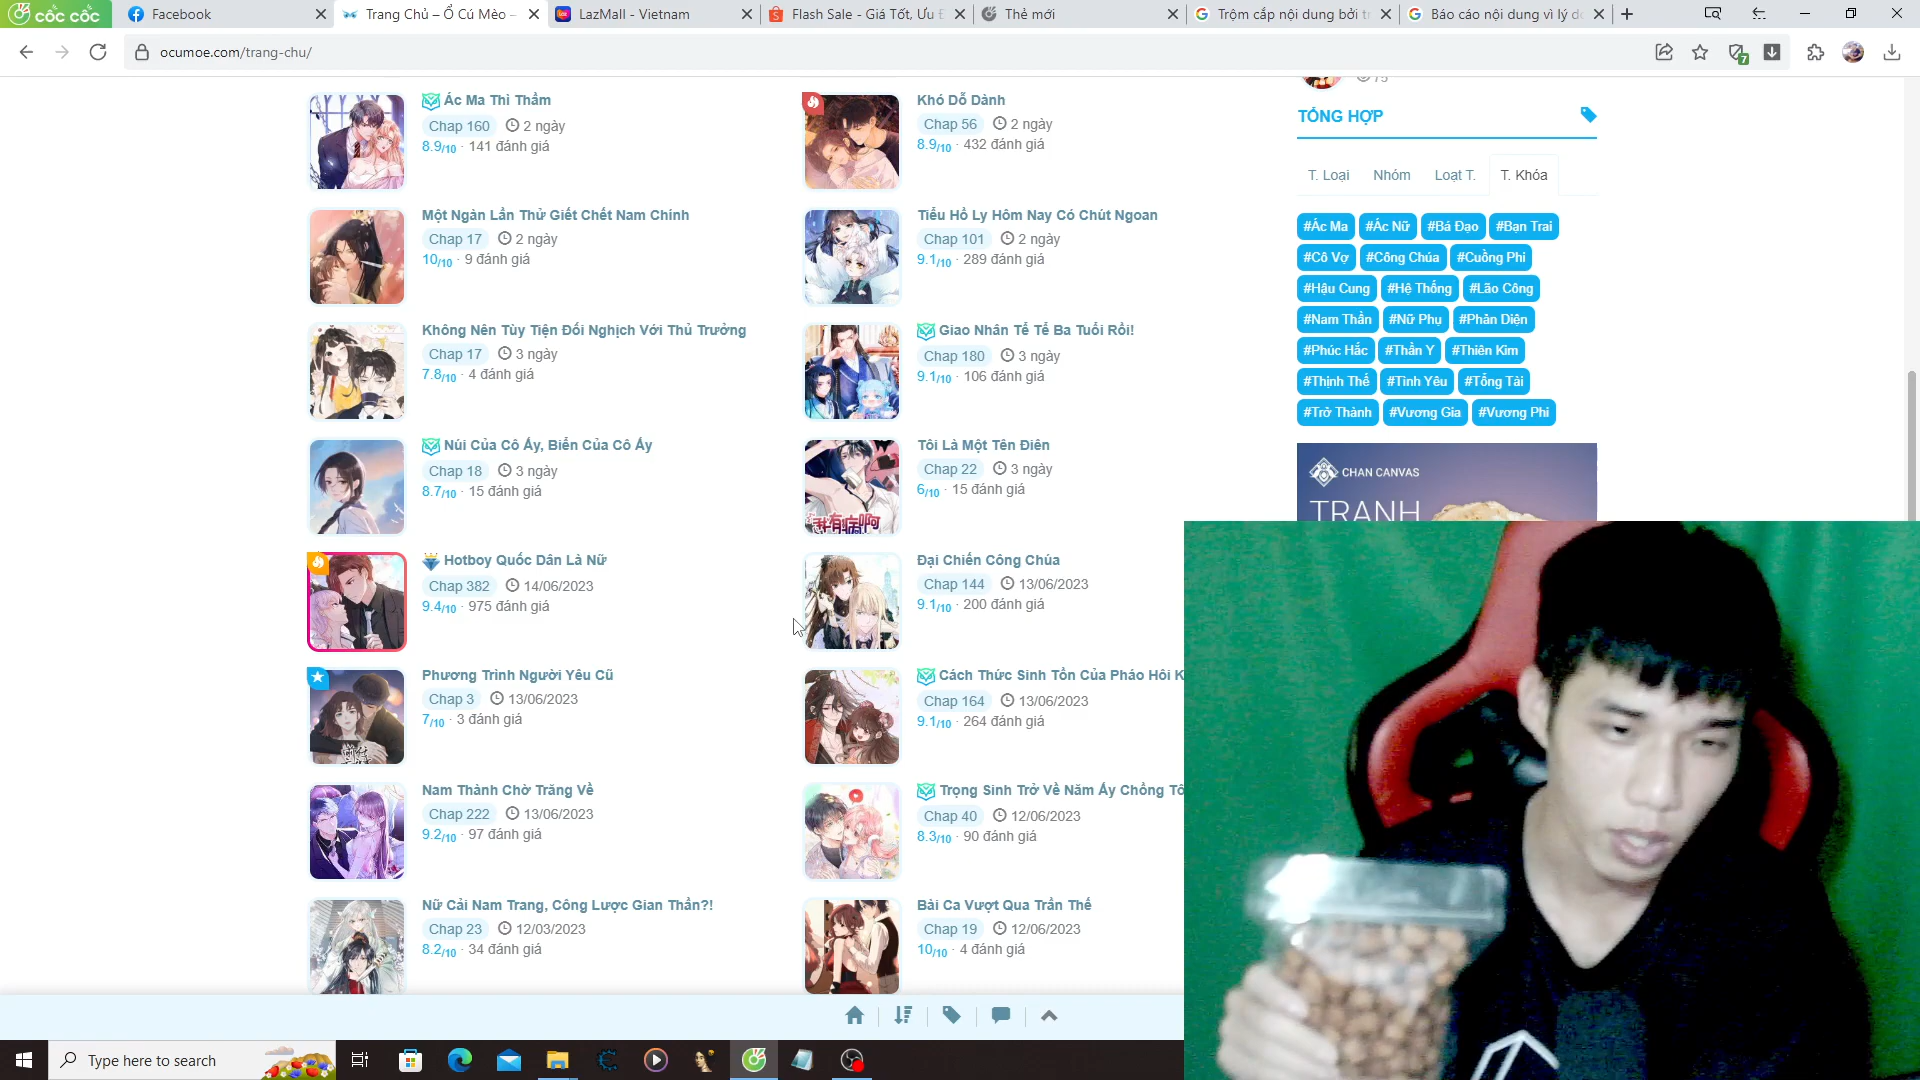 cốc cốc
Facebook
Trang Chủ – Ổ Cú Mèo –
LazMall - Vietnam
Flash Sale - Giá Tốt, Ưu Đ
Thẻ mới
Trộm cắp nội dung bởi tr
Báo cáo nội dung vì lý do
ocumoe.com/trang-chu/
7
75
Ác Ma Thì Thầm
Chap 160 2 ngày
8.9/10 · 141 đánh giá
Khó Dỗ Dành
Chap 56 2 ngày
8.9/10 · 432 đánh giá
Một Ngàn Lần Thử Giết Chết Nam Chính
Chap 17 2 ngày
10/10 · 9 đánh giá
Tiểu Hồ Ly Hôm Nay Có Chút Ngoan
Chap 101 2 ngày
9.1/10 · 289 đánh giá
Không Nên Tùy Tiện Đối Nghịch Với Thủ Trưởng
Chap 17 3 ngày
7.8/10 · 4 đánh giá
Giao Nhân Tể Tể Ba Tuổi Rồi!
Chap 180 3 ngày
9.1/10 · 106 đánh giá
Núi Của Cô Ấy, Biển Của Cô Ấy
Chap 18 3 ngày
8.7/10 · 15 đánh giá
Tôi Là Một Tên Điên
Chap 22 3 ngày
6/10 · 15 đánh giá
我有病啊
Hotboy Quốc Dân Là Nữ
Chap 382 14/06/2023
9.4/10 · 975 đánh giá
Đại Chiến Công Chúa
Chap 144 13/06/2023
9.1/10 · 200 đánh giá
Phương Trình Người Yêu Cũ
Chap 3 13/06/2023
7/10 · 3 đánh giá
Cách Thức Sinh Tồn Của Pháo Hôi K
Chap 164 13/06/2023
9.1/10 · 264 đánh giá
Nam Thành Chờ Trăng Về
Chap 222 13/06/2023
9.2/10 · 97 đánh giá
Trọng Sinh Trở Về Năm Ấy Chồng Tô
Chap 40 12/06/2023
8.3/10 · 90 đánh giá
Nữ Cải Nam Trang, Công Lược Gian Thần?!
Chap 23 12/03/2023
8.2/10 · 34 đánh giá
Bài Ca Vượt Qua Trần Thế
Chap 19 12/06/2023
10/10 · 4 đánh giá
TỔNG HỢP
T. Loại Nhóm Loạt T. T. Khóa
#Ác Ma #Ác Nữ #Bá Đạo #Bạn Trai
#Cô Vợ #Công Chúa #Cuồng Phi
#Hậu Cung #Hệ Thống #Lão Công
#Nam Thần #Nữ Phụ #Phản Diện
#Phúc Hắc #Thần Y #Thiên Kim
#Thịnh Thế #Tình Yêu #Tổng Tài
#Trở Thành #Vương Gia #Vương Phi
CHAN CANVAS
TRANH
Type here to search